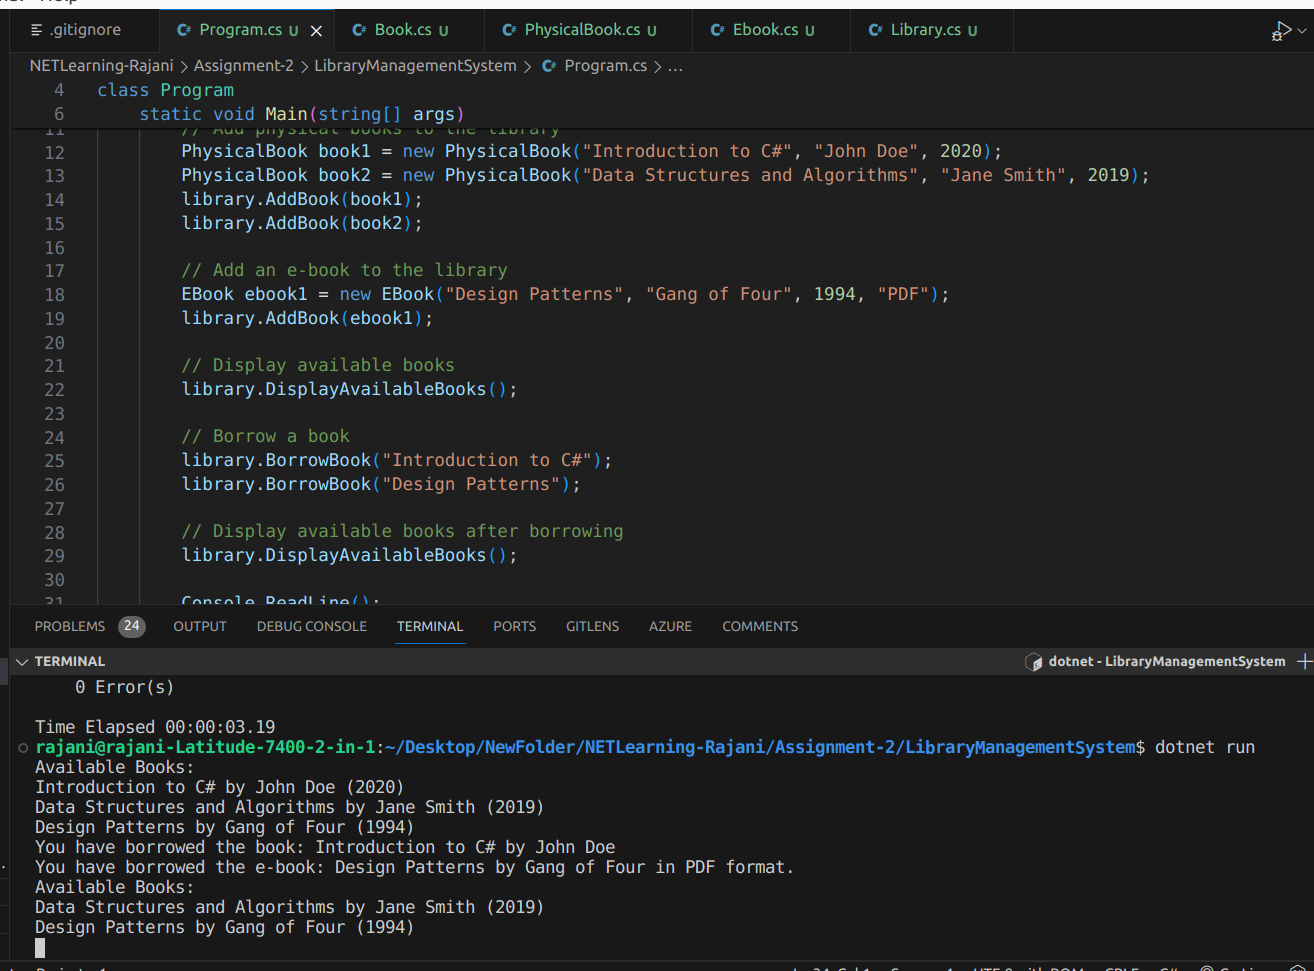 Help
.gitignore Program.cs U Book.cs U PhysicalBook.cs U Ebook.cs U Library.cs U
NETLearning-Rajani > Assignment-2 > LibraryManagementSystem > Program.cs > ...
4 class Program
6 static void Main(string[] args)
11 // Add physical books to the library
12 PhysicalBook book1 = new PhysicalBook("Introduction to C#", "John Doe", 2020);
13 PhysicalBook book2 = new PhysicalBook("Data Structures and Algorithms", "Jane Smith", 2019);
14 library.AddBook(book1);
15 library.AddBook(book2);
16
17 // Add an e-book to the library
18 EBook ebook1 = new EBook("Design Patterns", "Gang of Four", 1994, "PDF");
19 library.AddBook(ebook1);
20
21 // Display available books
22 library.DisplayAvailableBooks();
23
24 // Borrow a book
25 library.BorrowBook("Introduction to C#");
26 library.BorrowBook("Design Patterns");
27
28 // Display available books after borrowing
29 library.DisplayAvailableBooks();
30
31 Console.ReadLine();
PROBLEMS 24 OUTPUT DEBUG CONSOLE TERMINAL PORTS GITLENS AZURE COMMENTS
TERMINAL dotnet - LibraryManagementSystem
0 Error(s)
Time Elapsed 00:00:03.19
rajani@rajani-Latitude-7400-2-in-1:~/Desktop/NewFolder/NETLearning-Rajani/Assignment-2/LibraryManagementSystem$ dotnet run
Available Books:
Introduction to C# by John Doe (2020)
Data Structures and Algorithms by Jane Smith (2019)
Design Patterns by Gang of Four (1994)
You have borrowed the book: Introduction to C# by John Doe
You have borrowed the e-book: Design Patterns by Gang of Four in PDF format.
Available Books:
Data Structures and Algorithms by Jane Smith (2019)
Design Patterns by Gang of Four (1994)